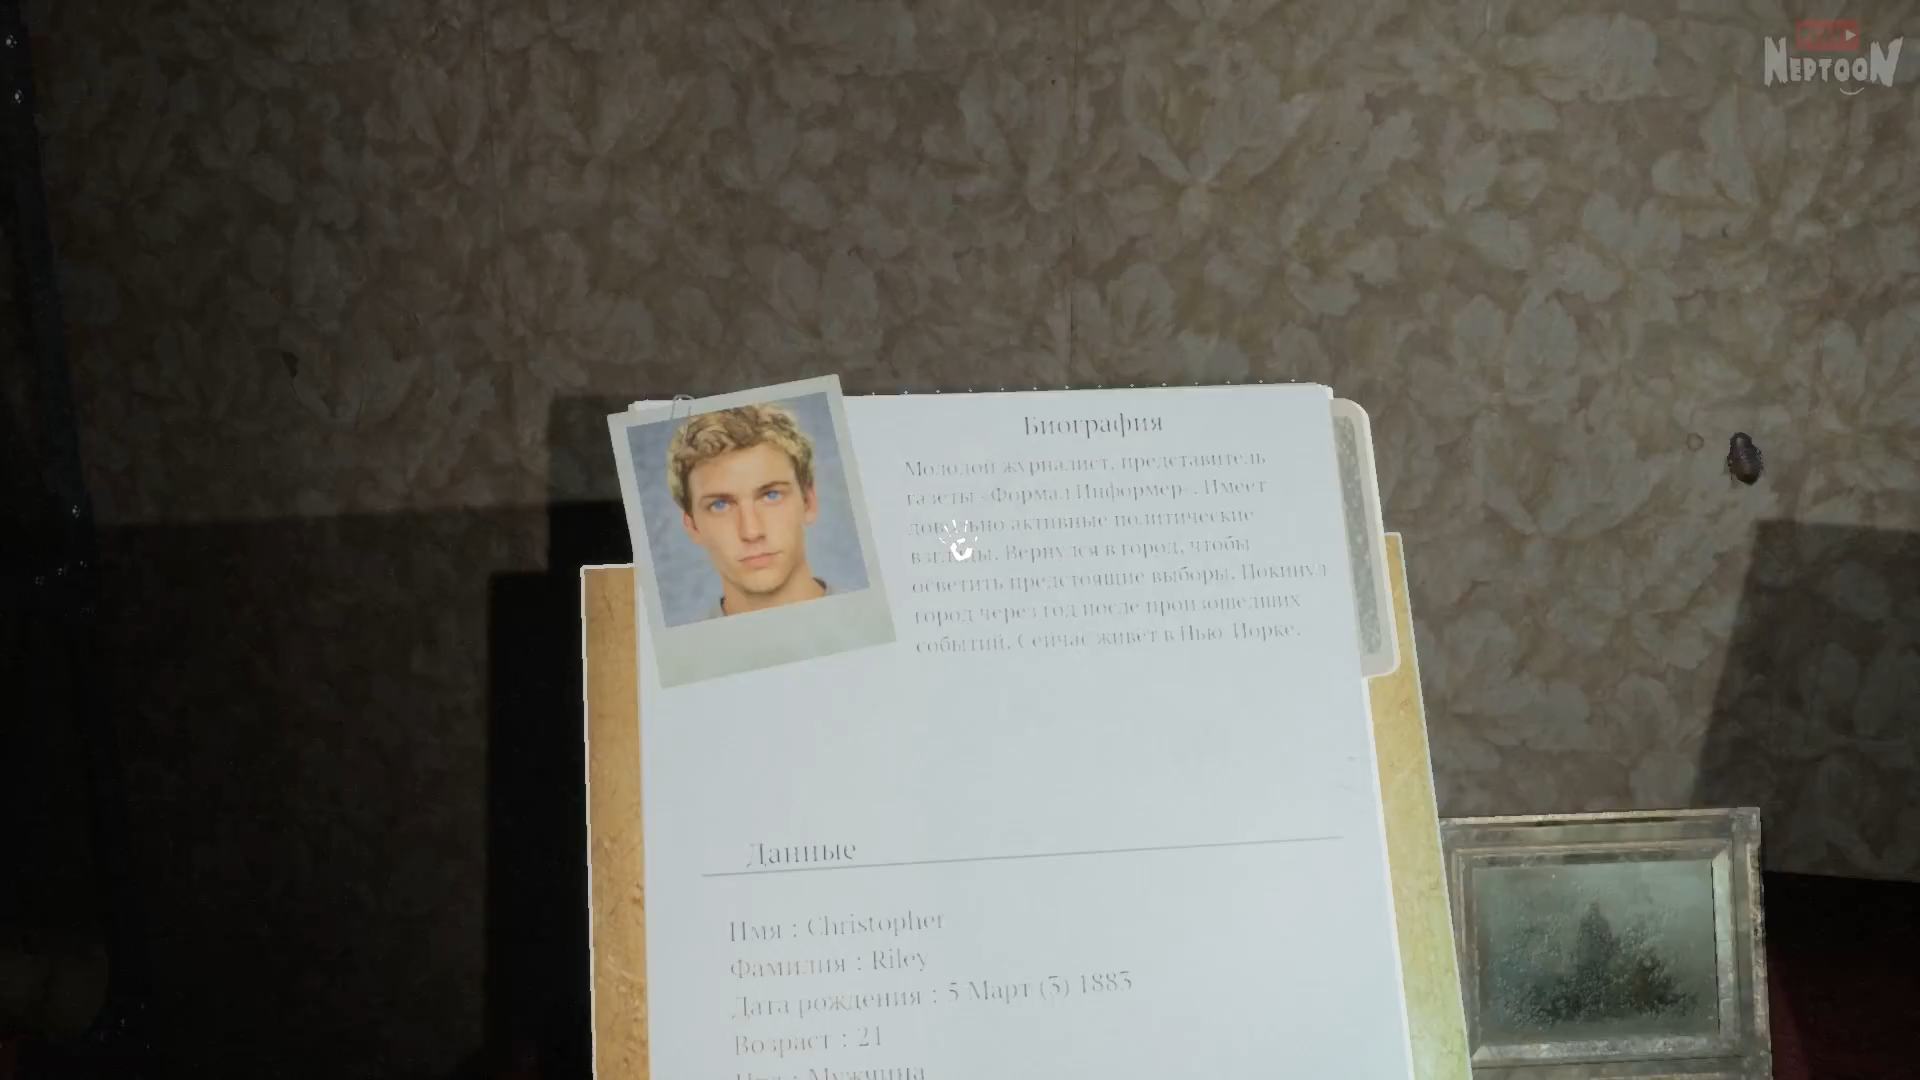 NEPTOON
Биография
Молодой журналист, представитель
газеты «Формал Информер». Имеет
довольно активные политические
взгляды. Вернулся в город, чтобы
осветить предстоящие выборы. Покинул
город через год после произошедших
событий. Сейчас живет в Нью-Йорке.
Данные
Имя : Christopher
Фамилия : Riley
Дата рождения : 5 Март (3) 1883
Возраст : 21
Пол : Мужчина